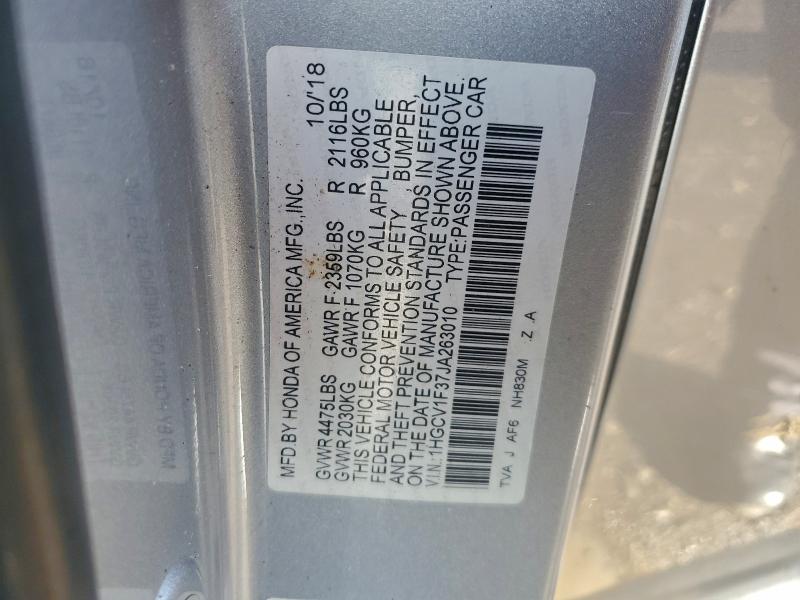 MFD.BY HONDA OF AMERICA MFG.,INC. 10/'18
GVWR 4475LBS GAWR F 2359LBS R 2116LBS
GVWR 2030KG GAWR F 1070KG R 960KG
THIS VEHICLE CONFORMS TO ALL APPLICABLE
FEDERAL MOTOR VEHICLE SAFETY , BUMPER,
AND THEFT PREVENTION STANDARDS IN EFFECT
ON THE DATE OF MANUFACTURE SHOWN ABOVE.
V.I.N.:1HGCV1F37JA263010 TYPE:PASSENGER CAR
TVA J AF6 NH830M Z A